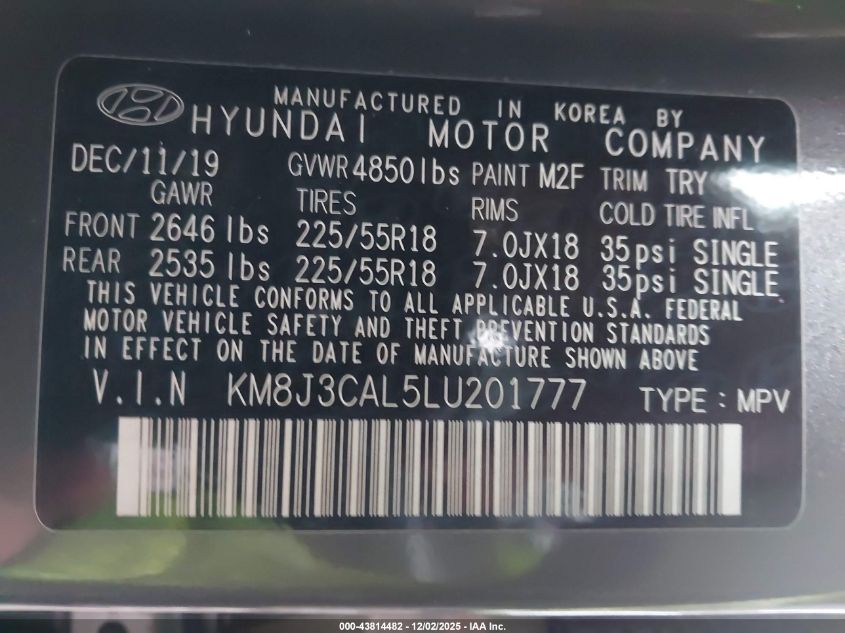 MANUFACTURED IN KOREA BY
HYUNDAI MOTOR COMPANY
DEC/11/19 GVWR 4850 lbs PAINT M2F TRIM TRY
GAWR TIRES RIMS COLD TIRE INFL
FRONT 2646 lbs 225/55R18 7.0JX18 35psi SINGLE
REAR 2535 lbs 225/55R18 7.0JX18 35psi SINGLE
THIS VEHICLE CONFORMS TO ALL APPLICABLE U.S.A. FEDERAL
MOTOR VEHICLE SAFETY AND THEFT PREVENTION STANDARDS
IN EFFECT ON THE DATE OF MANUFACTURE SHOWN ABOVE
V.I.N KM8J3CAL5LU201777 TYPE : MPV
000-43814482 - 12/02/2025 - IAA Inc.